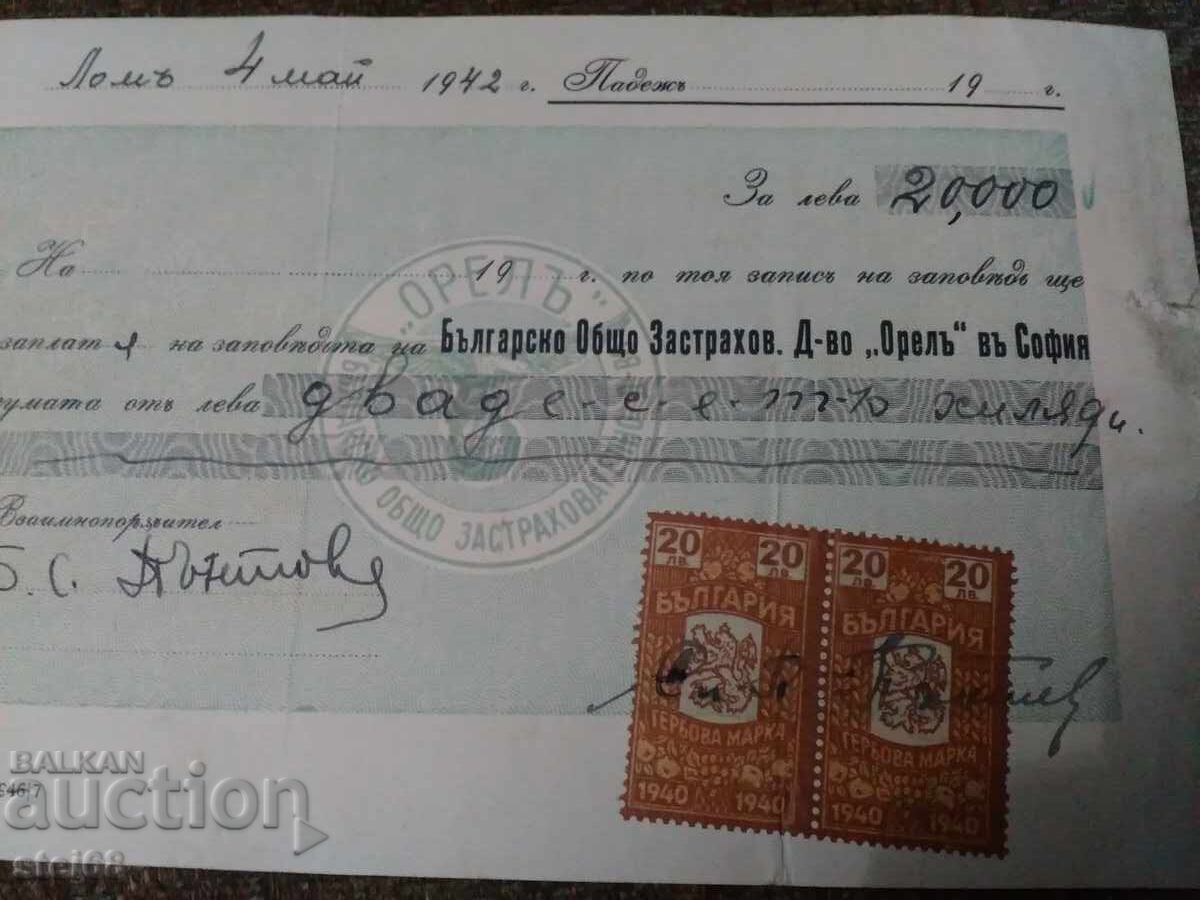 Ломъ 4 май 1942 г. Падежъ 19 г.
За лева 20,000
На 19 г. по тоя записъ на заповѣдь ще
заплатя на заповѣдьта на Българско Общо Застрахов. Д-во „Орелъ“ въ София
сумата отъ лева двадесеть хиляди.
„ОРЕЛЪ“
ОБЩО ЗАСТРАХОВА
Взаимнопоръчител
Б. С.
20 20 20 20
ЛВ. ЛВ. ЛВ. ЛВ.
БЪЛГАРИЯ БЪЛГАРИЯ
ГЕРБОВА МАРКА ГЕРБОВА МАРКА
1940 1940 1940 1940
BALKAN
auction
stej68